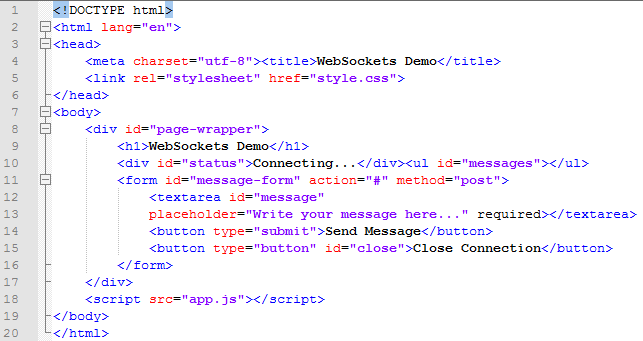 1 <!DOCTYPE html>
2 <html lang="en">
3 <head>
4 <meta charset="utf-8"><title>WebSockets Demo</title>
5 <link rel="stylesheet" href="style.css">
6 </head>
7 <body>
8 <div id="page-wrapper">
9 <h1>WebSockets Demo</h1>
10 <div id="status">Connecting...</div><ul id="messages"></ul>
11 <form id="message-form" action="#" method="post">
12 <textarea id="message"
13 placeholder="Write your message here..." required></textarea>
14 <button type="submit">Send Message</button>
15 <button type="button" id="close">Close Connection</button>
16 </form>
17 </div>
18 <script src="app.js"></script>
19 </body>
20 </html>